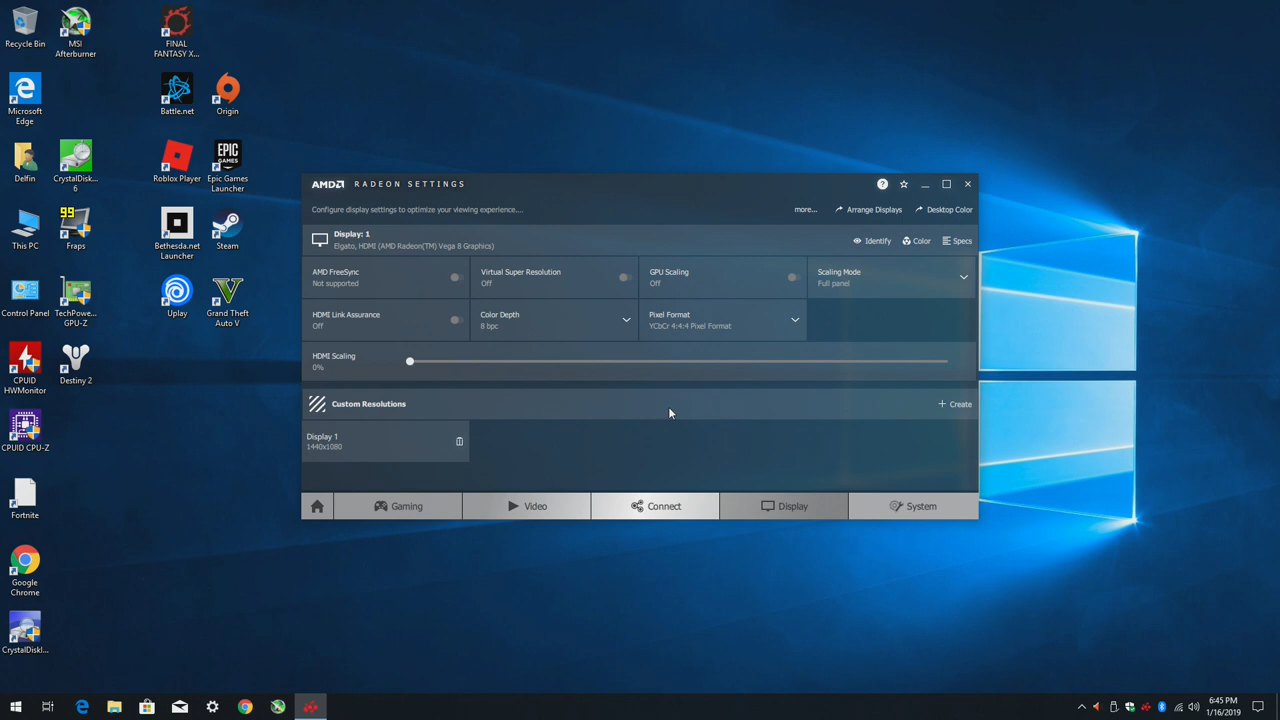 Recycle Bin
MSI
Afterburner
FINAL
FANTASY X...
Microsoft
Edge
Battle.net
Origin
Delfin
CrystalDisk...
6
Roblox Player
EPIC
GAMES
Epic Games
Launcher
This PC
99
Fraps
Bethesda.net
Launcher
Steam
Control Panel
TechPowe...
GPU-Z
Uplay
V
Grand Theft
Auto V
CPUID
HWMonitor
Destiny 2
CPUID CPU-Z
Fortnite
Google
Chrome
CrystalDiskI...
AMD RADEON SETTINGS
?
Configure display settings to optimize your viewing experience....
more...
Arrange Displays
Desktop Color
Display: 1
Elgato, HDMI (AMD Radeon(TM) Vega 8 Graphics)
Identify
Color
Specs
AMD FreeSync
Not supported
Virtual Super Resolution
Off
GPU Scaling
Off
Scaling Mode
Full panel
HDMI Link Assurance
Off
Color Depth
8 bpc
Pixel Format
YCbCr 4:4:4 Pixel Format
HDMI Scaling
0%
Custom Resolutions
+ Create
Display 1
1440x1080
Gaming
Video
Connect
Display
System
6:45 PM
1/16/2019